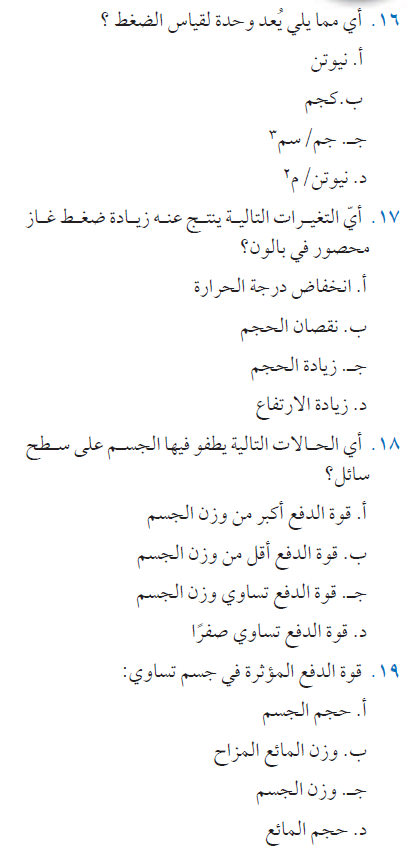 ١٦. أي مما يلي يُعد وحدة لقياس الضغط ؟
أ. نيوتن
ب.كجم
جـ. جم/ سم٣
د. نيوتن/ م٢
١٧. أيّ التغيرات التالية ينتج عنه زيادة ضغط غاز
محصور في بالون؟
أ. انخفاض درجة الحرارة
ب. نقصان الحجم
جـ. زيادة الحجم
د. زيادة الارتفاع
١٨. أي الحالات التالية يطفو فيها الجسم على سطح
سائل؟
أ. قوة الدفع أكبر من وزن الجسم
ب. قوة الدفع أقل من وزن الجسم
جـ. قوة الدفع تساوي وزن الجسم
د. قوة الدفع تساوي صفرًا
١٩. قوة الدفع المؤثرة في جسم تساوي:
أ. حجم الجسم
ب. وزن المائع المزاح
جـ. وزن الجسم
د. حجم المائع